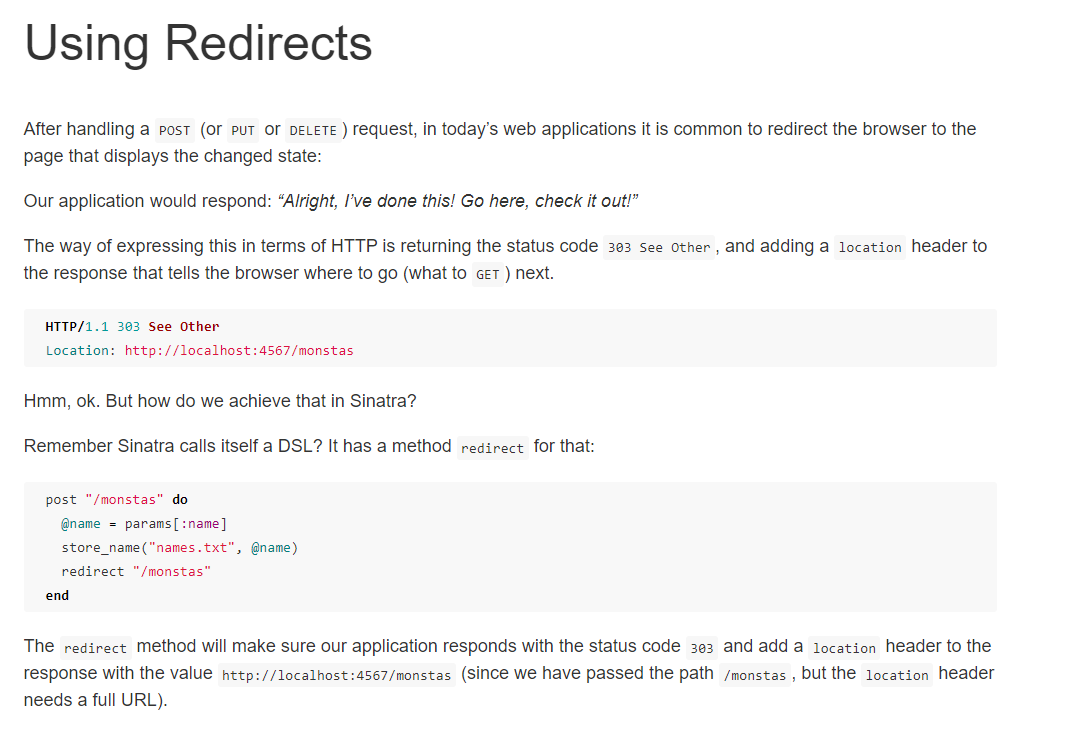 Using Redirects
After handling a POST (or PUT or DELETE ) request, in today’s web applications it is common to redirect the browser to the
page that displays the changed state:
Our application would respond: “Alright, I’ve done this! Go here, check it out!”
The way of expressing this in terms of HTTP is returning the status code 303 See Other , and adding a location header to
the response that tells the browser where to go (what to GET ) next.
HTTP/1.1 303 See Other
Location: http://localhost:4567/monstas
Hmm, ok. But how do we achieve that in Sinatra?
Remember Sinatra calls itself a DSL? It has a method redirect for that:
post "/monstas" do
  @name = params[:name]
  store_name("names.txt", @name)
  redirect "/monstas"
end
The redirect method will make sure our application responds with the status code 303 and add a location header to the
response with the value http://localhost:4567/monstas (since we have passed the path /monstas , but the location header
needs a full URL).